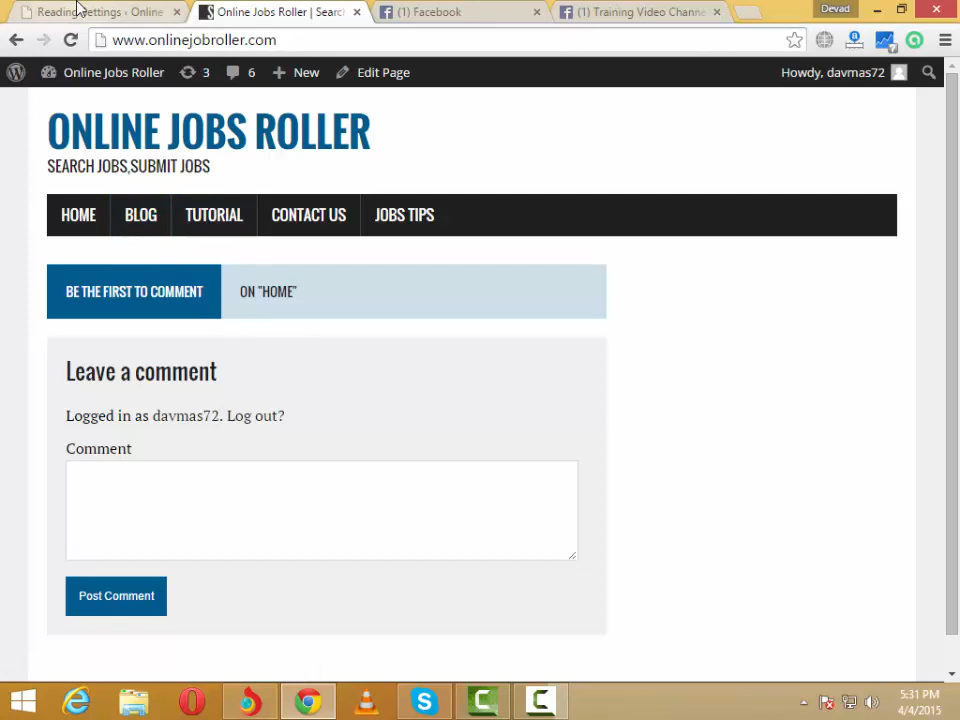 Reading Settings ‹ Online
Online Jobs Roller | Search
(1) Facebook
(1) Training Video Channe
Devad
www.onlinejobroller.com
Online Jobs Roller 3 6 New Edit Page
Howdy, davmas72
ONLINE JOBS ROLLER
SEARCH JOBS,SUBMIT JOBS
HOME BLOG TUTORIAL CONTACT US JOBS TIPS
BE THE FIRST TO COMMENT ON "HOME"
Leave a comment
Logged in as davmas72. Log out?
Comment
Post Comment
5:31 PM
4/4/2015